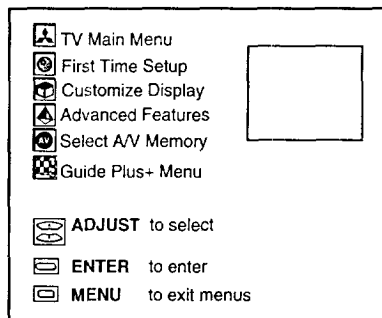 TV Main Menu
First Time Setup
Customize Display
Advanced Features
Select A/V Memory
Guide Plus+ Menu
ADJUST to select
ENTER to enter
MENU to exit menus